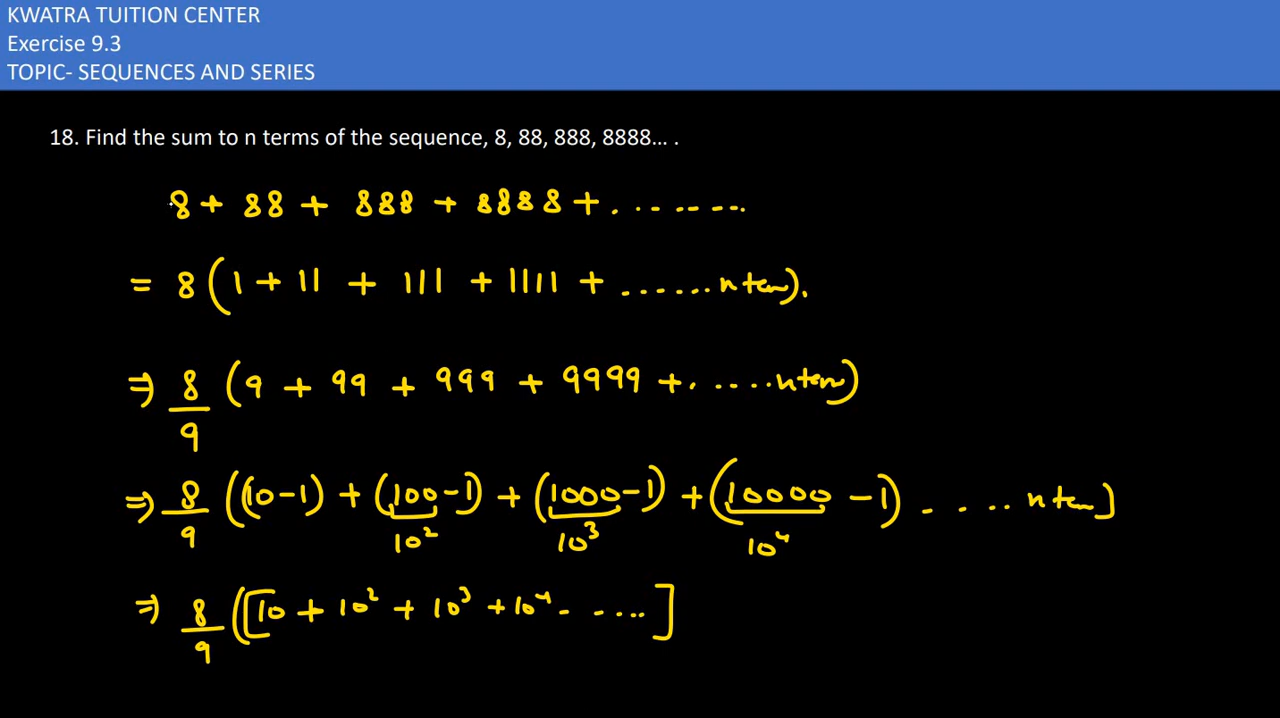 KWATRA TUITION CENTER
Exercise 9.3
TOPIC- SEQUENCES AND SERIES
18. Find the sum to n terms of the sequence, 8, 88, 888, 8888... .
8 + 88 + 888 + 8888 + .......
= 8 (1 + 11 + 111 + 1111 + ...... n term).
⇒ 8/9 (9 + 99 + 999 + 9999 + ..... n term)
⇒ 8/9 ((10-1) + (100-1) + (1000-1) + (10000-1) .... n term]
10² 10³ 10⁴
⇒ 8/9 ([10 + 10² + 10³ + 10⁴ - .....]